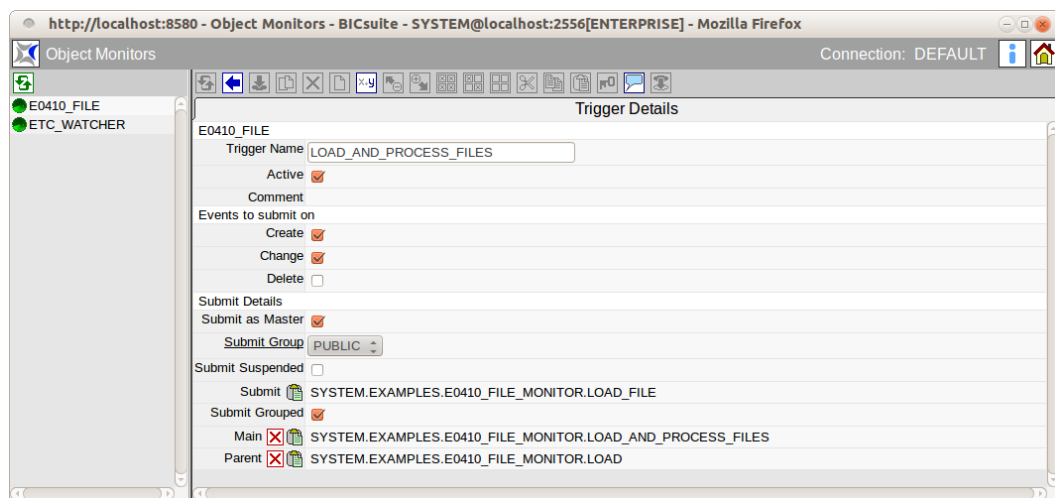 http://localhost:8580 - Object Monitors - BICsuite - SYSTEM@localhost:2556[ENTERPRISE] - Mozilla Firefox
Object Monitors
Connection: DEFAULT
E0410_FILE
ETC_WATCHER
Trigger Details
E0410_FILE
Trigger Name LOAD_AND_PROCESS_FILES
Active
Comment
Events to submit on
Create
Change
Delete
Submit Details
Submit as Master
Submit Group PUBLIC
Submit Suspended
Submit SYSTEM.EXAMPLES.E0410_FILE_MONITOR.LOAD_FILE
Submit Grouped
Main SYSTEM.EXAMPLES.E0410_FILE_MONITOR.LOAD_AND_PROCESS_FILES
Parent SYSTEM.EXAMPLES.E0410_FILE_MONITOR.LOAD